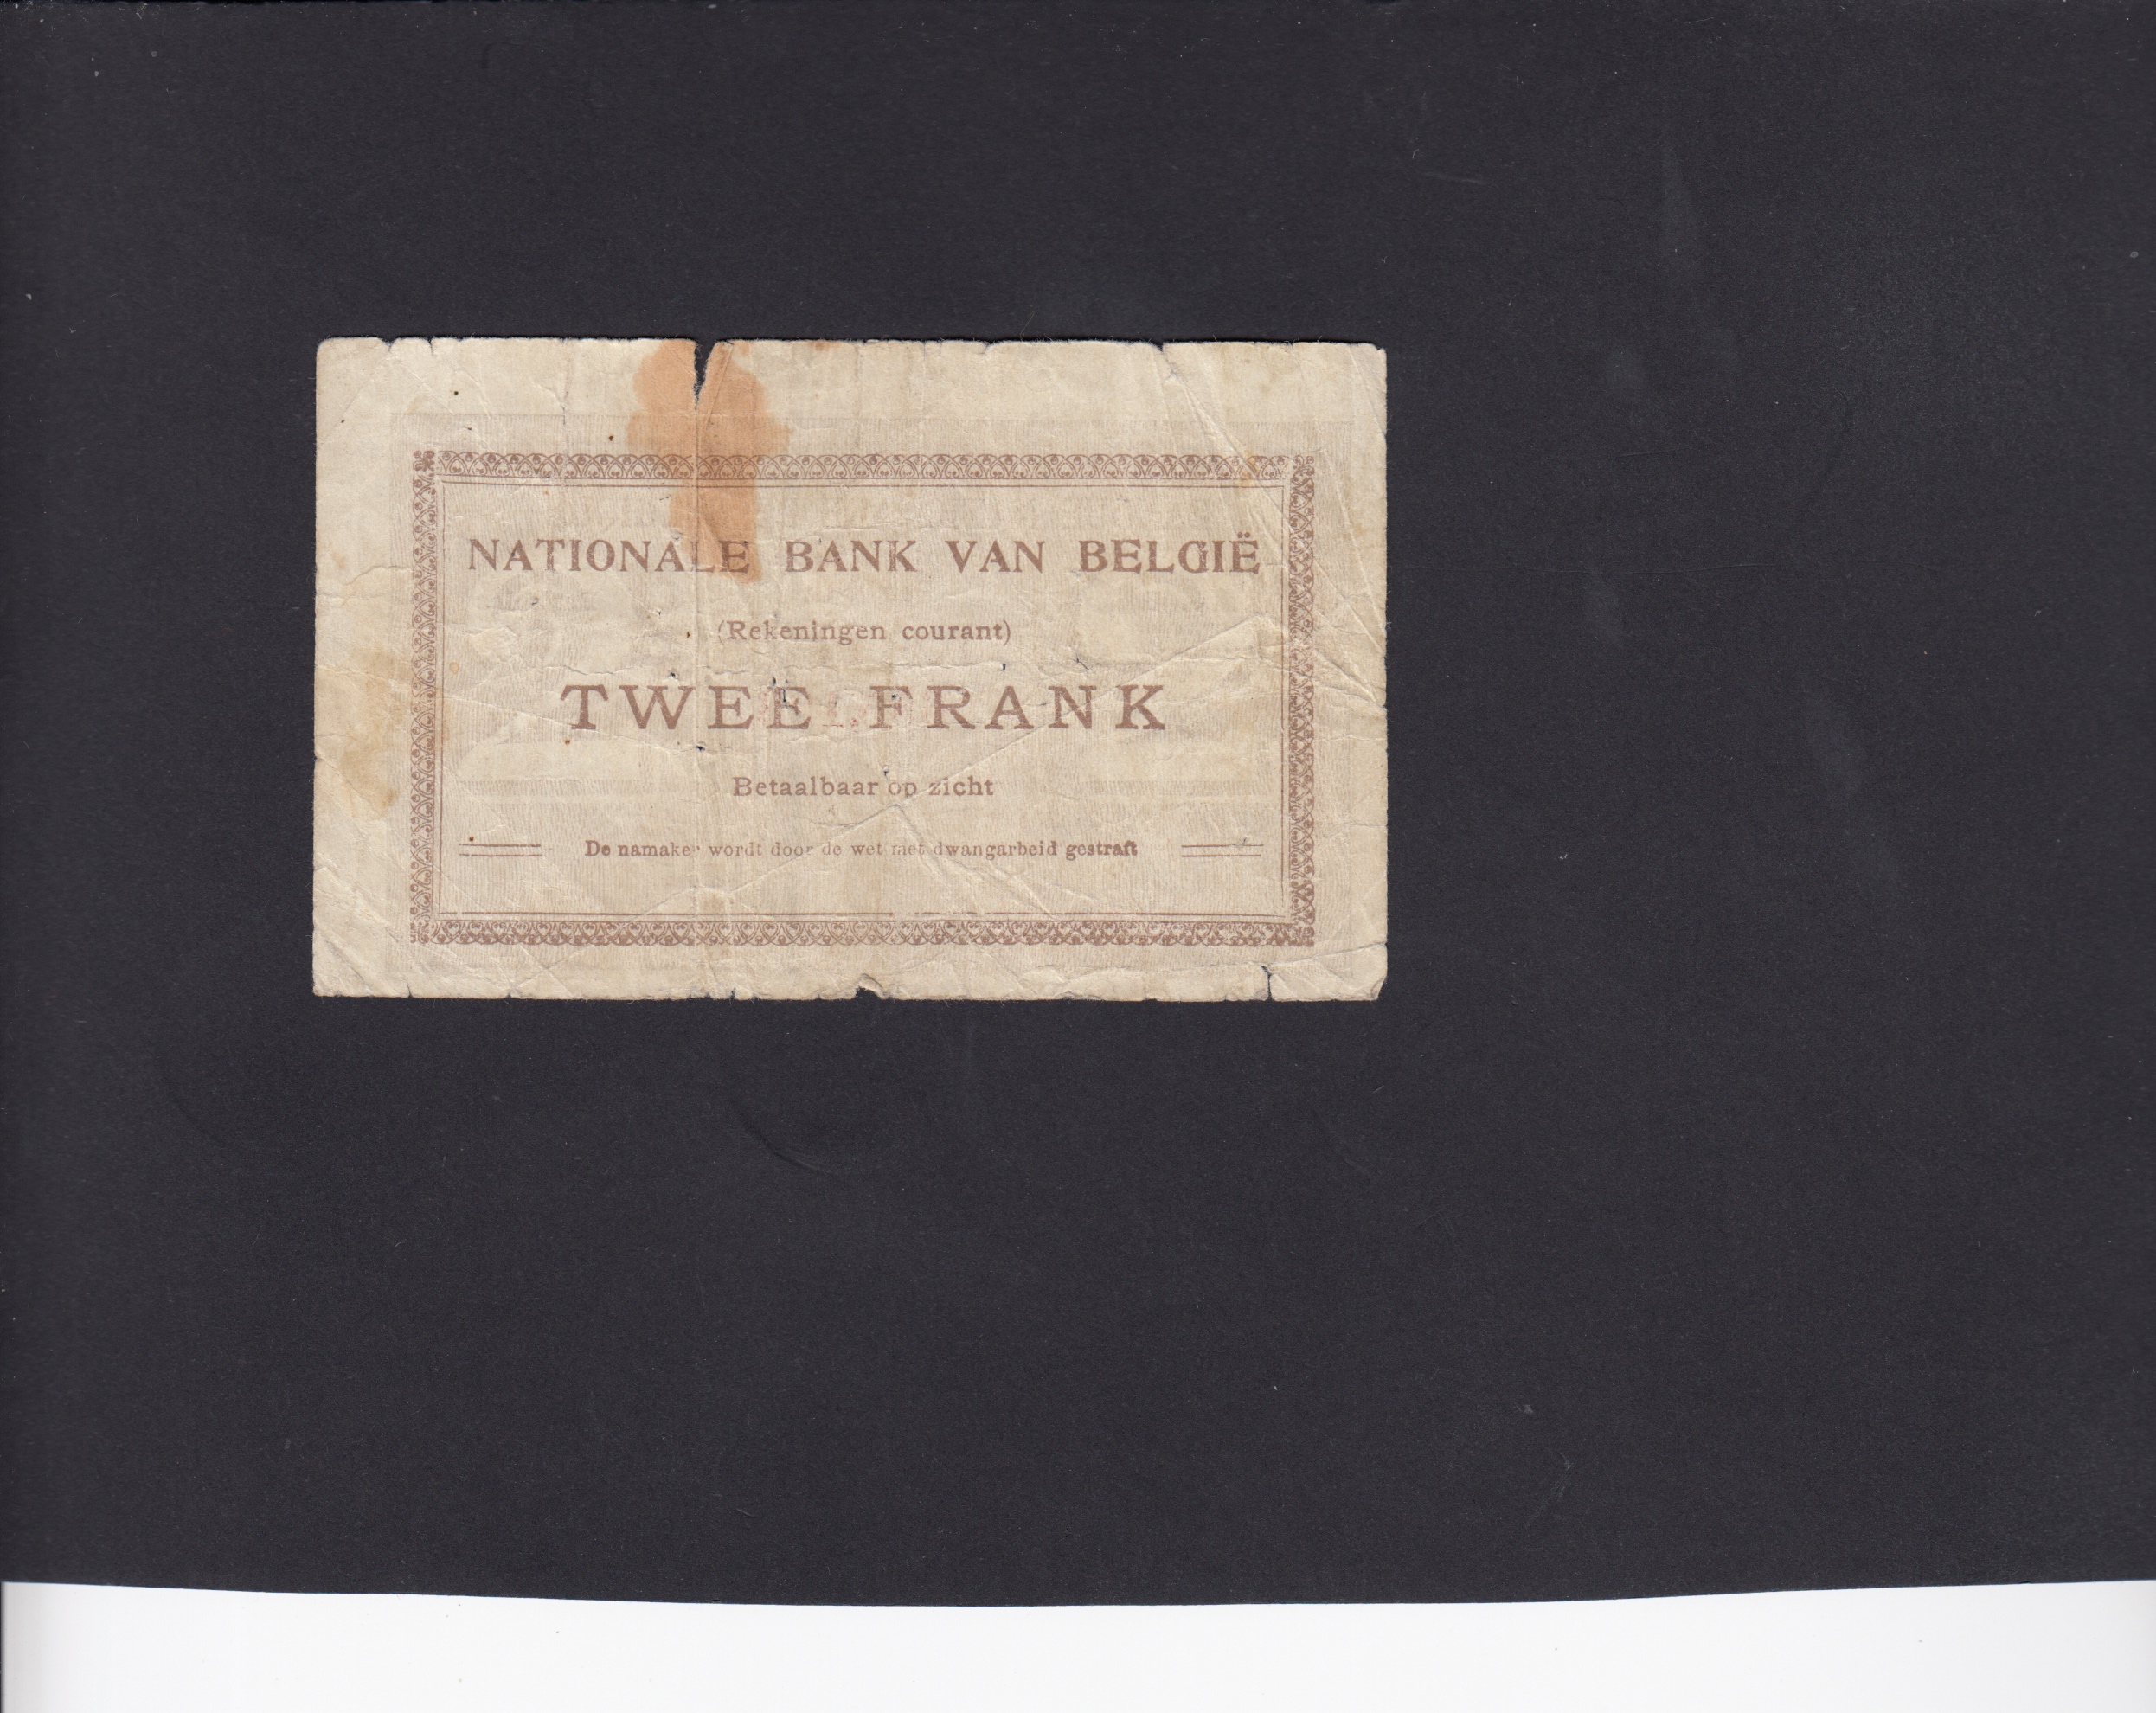 NATIONALE BANK VAN BELGIË
(Rekeningen courant)
TWEE FRANK
Betaalbaar op zicht
De namaker wordt door de wet met dwangarbeid gestraft